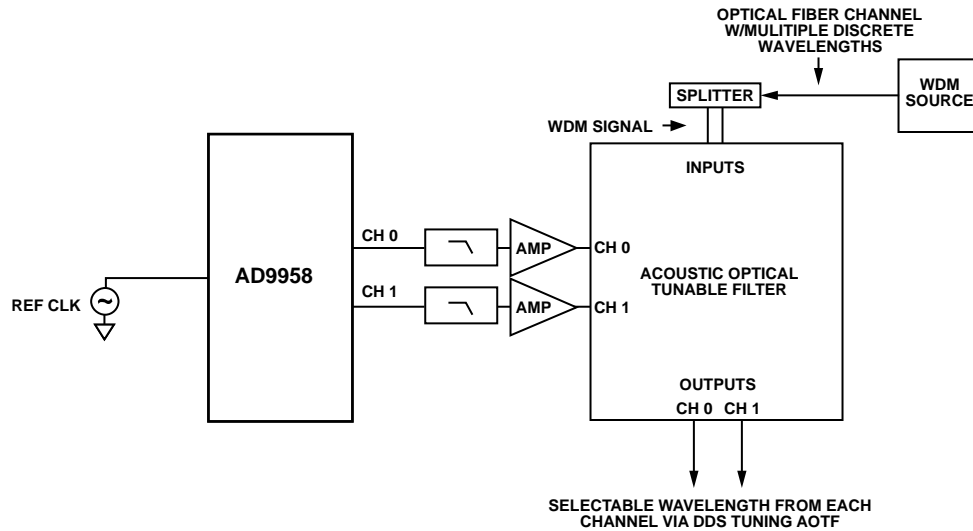 OPTICAL FIBER CHANNEL
W/MULITIPLE DISCRETE
WAVELENGTHS
WDM
SOURCE
SPLITTER
WDM SIGNAL
INPUTS
CH 0
AMP
CH 0
AD9958
ACOUSTIC OPTICAL
TUNABLE FILTER
CH 1
AMP
CH 1
REF CLK
OUTPUTS
CH 0 CH 1
SELECTABLE WAVELENGTH FROM EACH
CHANNEL VIA DDS TUNING AOTF